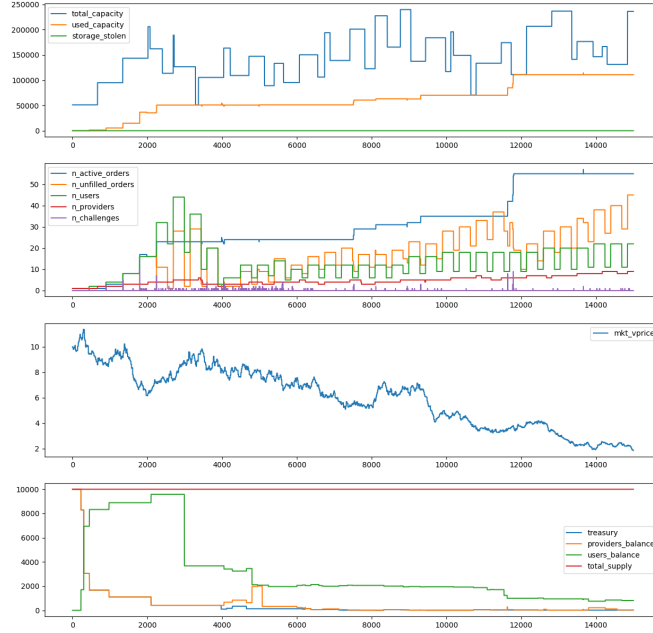 250000
200000
150000
100000
50000
0
total_capacity
used_capacity
storage_stolen
0 2000 4000 6000 8000 10000 12000 14000
50
40
30
20
10
0
n_active_orders
n_unfilled_orders
n_users
n_providers
n_challenges
0 2000 4000 6000 8000 10000 12000 14000
10
8
6
4
2
mkt_vprice
0 2000 4000 6000 8000 10000 12000 14000
10000
8000
6000
4000
2000
0
treasury
providers_balance
users_balance
total_supply
0 2000 4000 6000 8000 10000 12000 14000